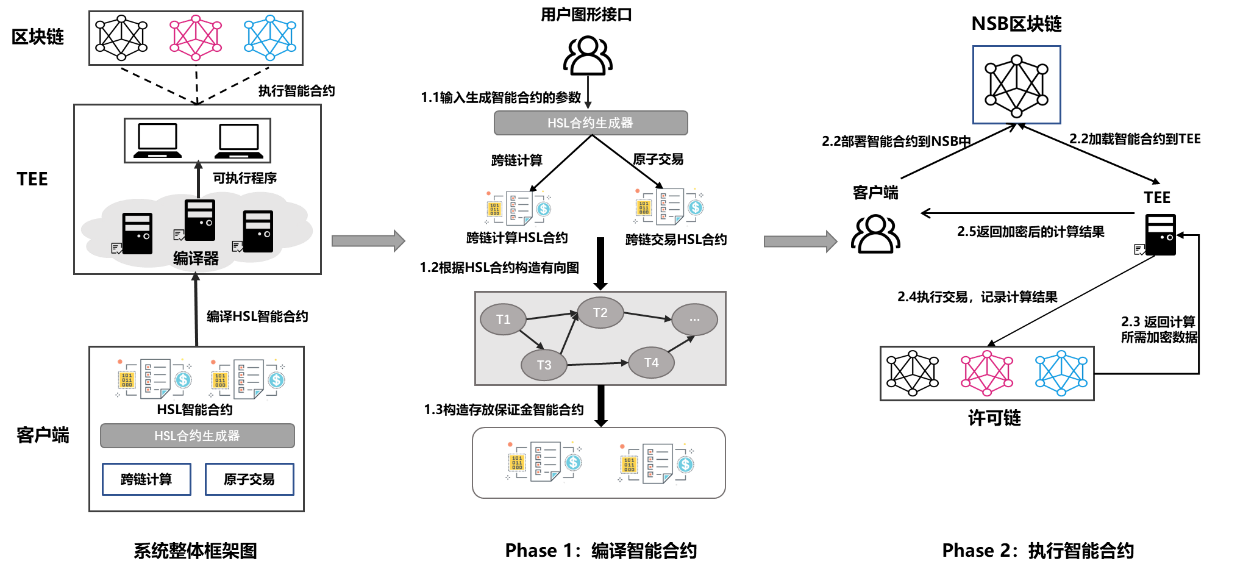 区块链
执行智能合约
TEE
可执行程序
编译器
编译HSL智能合约
HSL智能合约
客户端
HSL合约生成器
跨链计算
原子交易
系统整体框架图
用户图形接口
1.1输入生成智能合约的参数
HSL合约生成器
跨链计算
原子交易
跨链计算HSL合约
跨链交易HSL合约
1.2根据HSL合约构造有向图
T1
T2
...
T3
T4
1.3构造存放保证金智能合约
Phase 1：编译智能合约
NSB区块链
2.2部署智能合约到NSB中
2.2加载智能合约到TEE
客户端
TEE
2.5返回加密后的计算结果
2.4执行交易，记录计算结果
2.3 返回计算
所需加密数据
许可链
Phase 2：执行智能合约